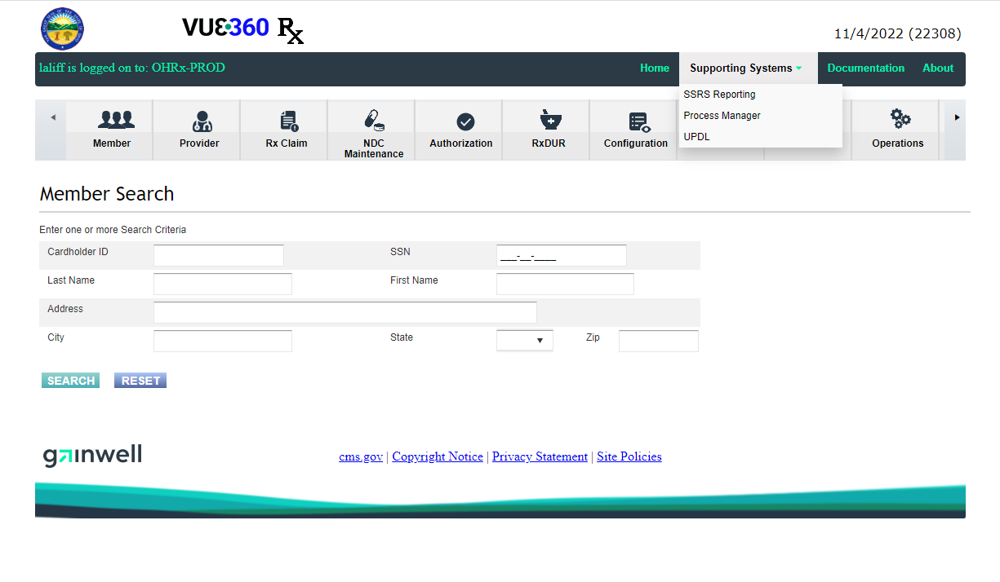 VUE360 Rx
11/4/2022 (22308)
laliff is logged on to: OHRx-PROD
Home
Supporting Systems
Documentation
About
SSRS Reporting
Process Manager
UPDL
Member
Provider
Rx Claim
NDC
Maintenance
Authorization
RxDUR
Configuration
Operations
Member Search
Enter one or more Search Criteria
Cardholder ID
SSN
___-__-____
Last Name
First Name
Address
City
State
Zip
SEARCH
RESET
gainwell
cms.gov | Copyright Notice | Privacy Statement | Site Policies